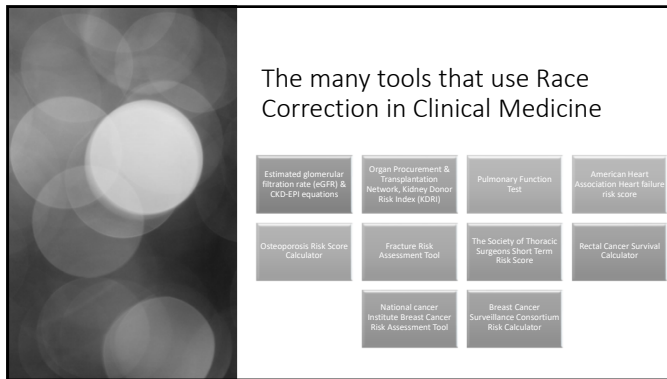 The many tools that use Race
Correction in Clinical Medicine
Estimated glomerular
filtration rate (eGFR) &
CKD-EPI equations
Organ Procurement &
Transplantation
Network, Kidney Donor
Risk Index (KDRI)
Pulmonary Function
Test
American Heart
Association Heart failure
risk score
Osteoporosis Risk Score
Calculator
Fracture Risk
Assessment Tool
The Society of Thoracic
Surgeons Short Term
Risk Score
Rectal Cancer Survival
Calculator
National cancer
Institute Breast Cancer
Risk Assessment Tool
Breast Cancer
Surveillance Consortium
Risk Calculator